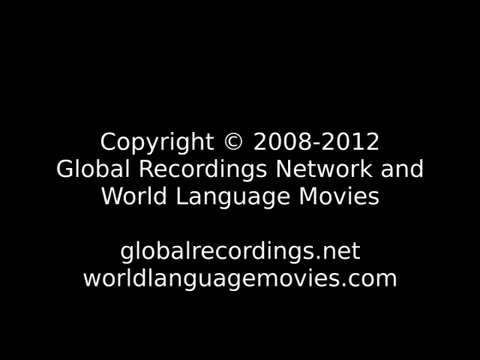 Copyright © 2008-2012
Global Recordings Network and
World Language Movies
globalrecordings.net
worldlanguagemovies.com